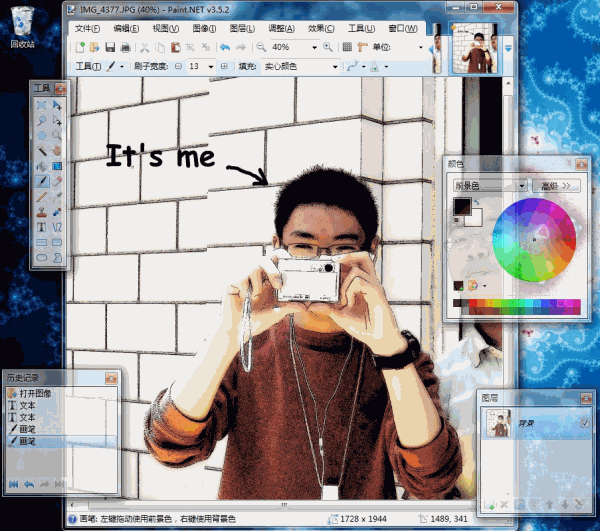 IMG_4377.JPG (40%) - Paint.NET v3.5.2
回收站
文件(F) 编辑(E) 视图(V) 图像(I) 图层(L) 调整(A) 效果(C) 工具(U) 窗口(W)
40% 单位:
工具(T) 刷子宽度: 13 填充: 实心颜色
工具
It's me
颜色
前景色 高级 >>
历史记录
打开图像
文本
文本
画笔
画笔
图层
背景
画笔: 左键拖动使用前景色，右键使用背景色 1728 x 1944 1489, 341